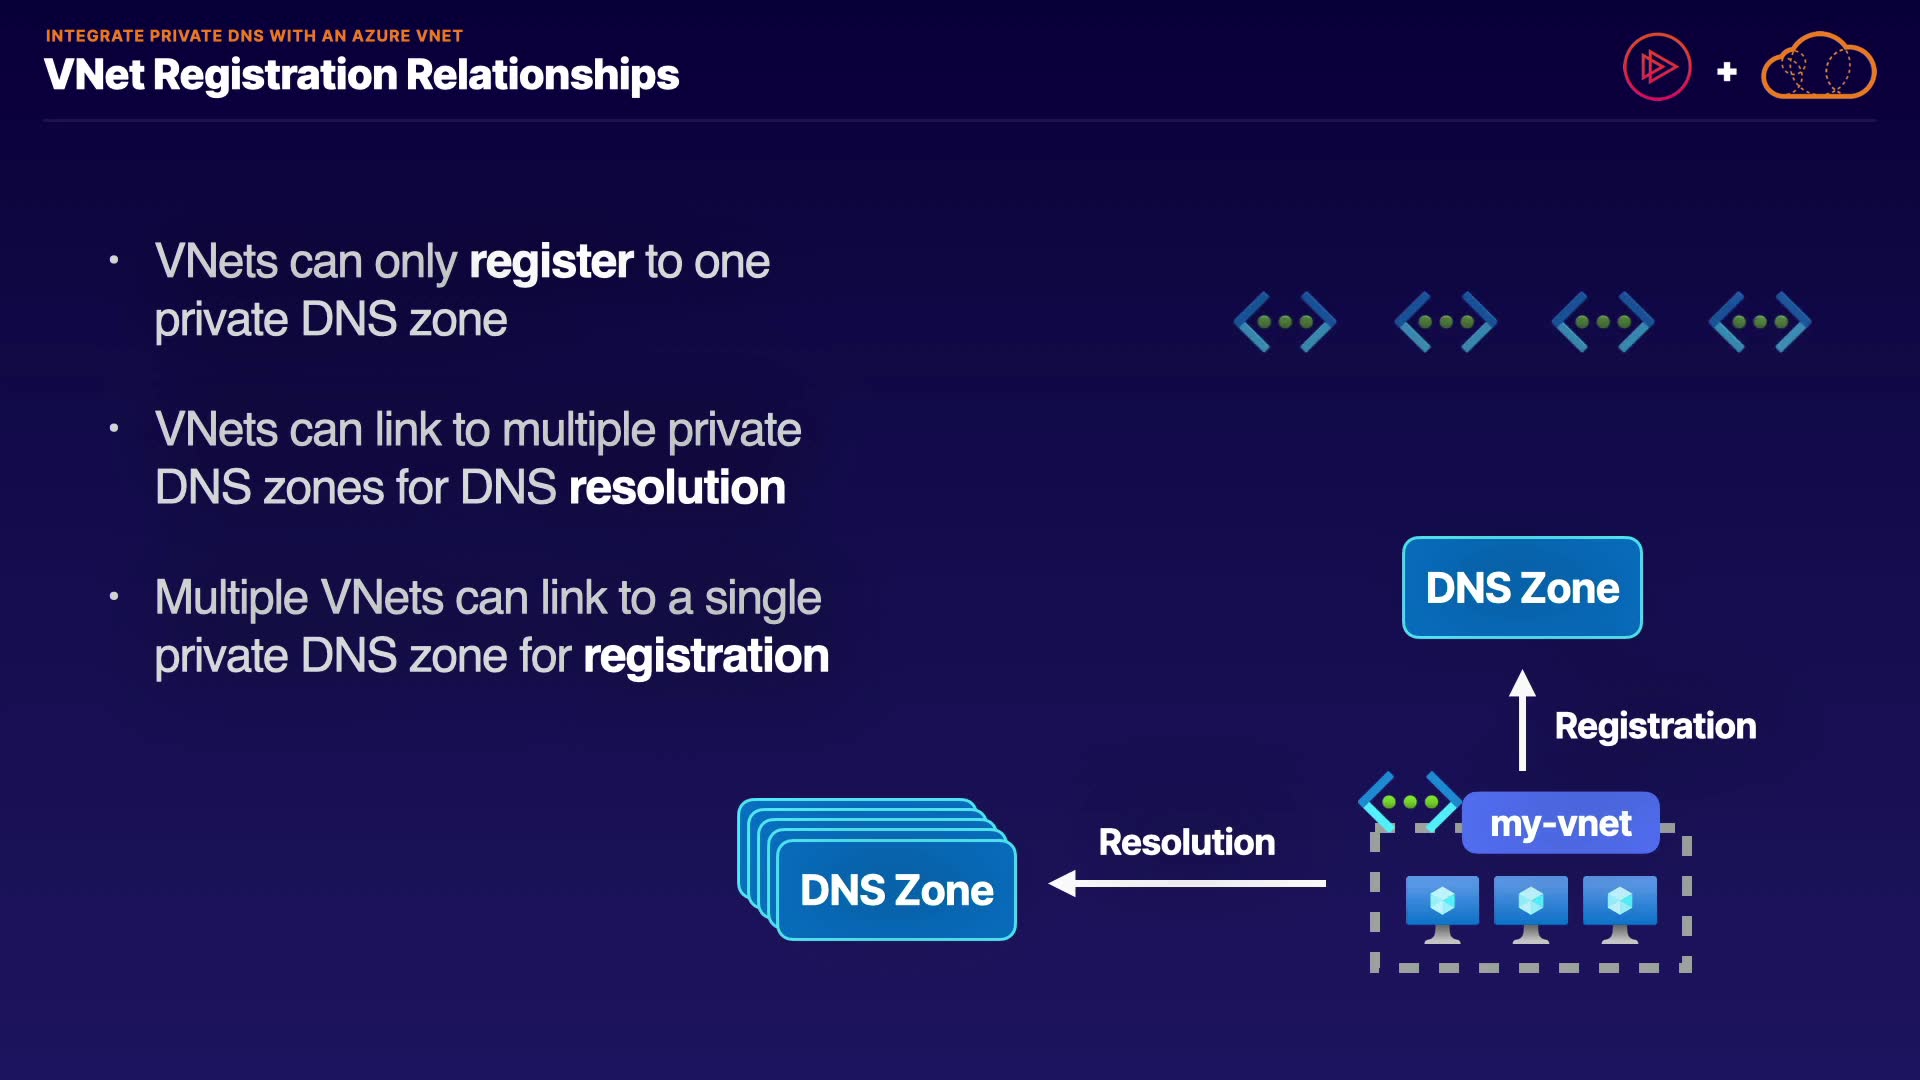 INTEGRATE PRIVATE DNS WITH AN AZURE VNET
VNet Registration Relationships
VNets can only register to one
private DNS zone
VNets can link to multiple private
DNS zones for DNS resolution
Multiple VNets can link to a single
private DNS zone for registration
DNS Zone
Registration
my-vnet
Resolution
DNS Zone